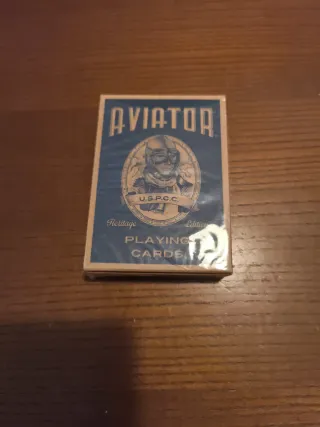 AVIATOR
U.S.P.C.C.
Heritage Edition
PLAYING
CARDS